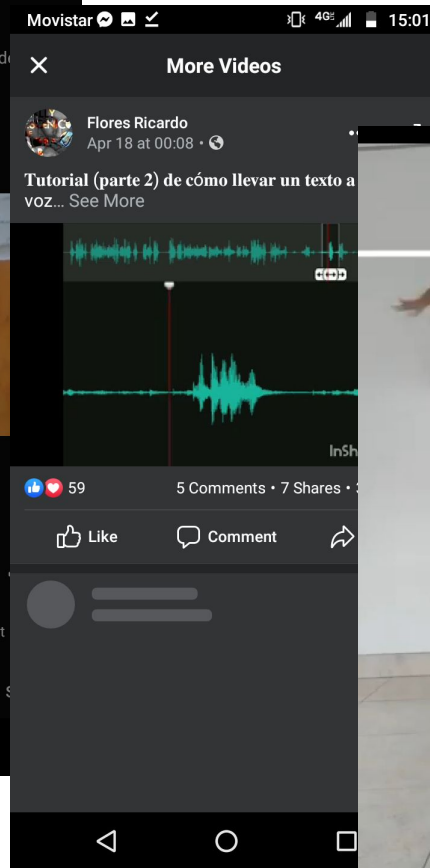 Movistar
4G
15:01
More Videos
Flores Ricardo
Apr 18 at 00:08 •
Tutorial (parte 2) de cómo llevar un texto a
voz... See More
InSh
59
5 Comments • 7 Shares •
Like
Comment